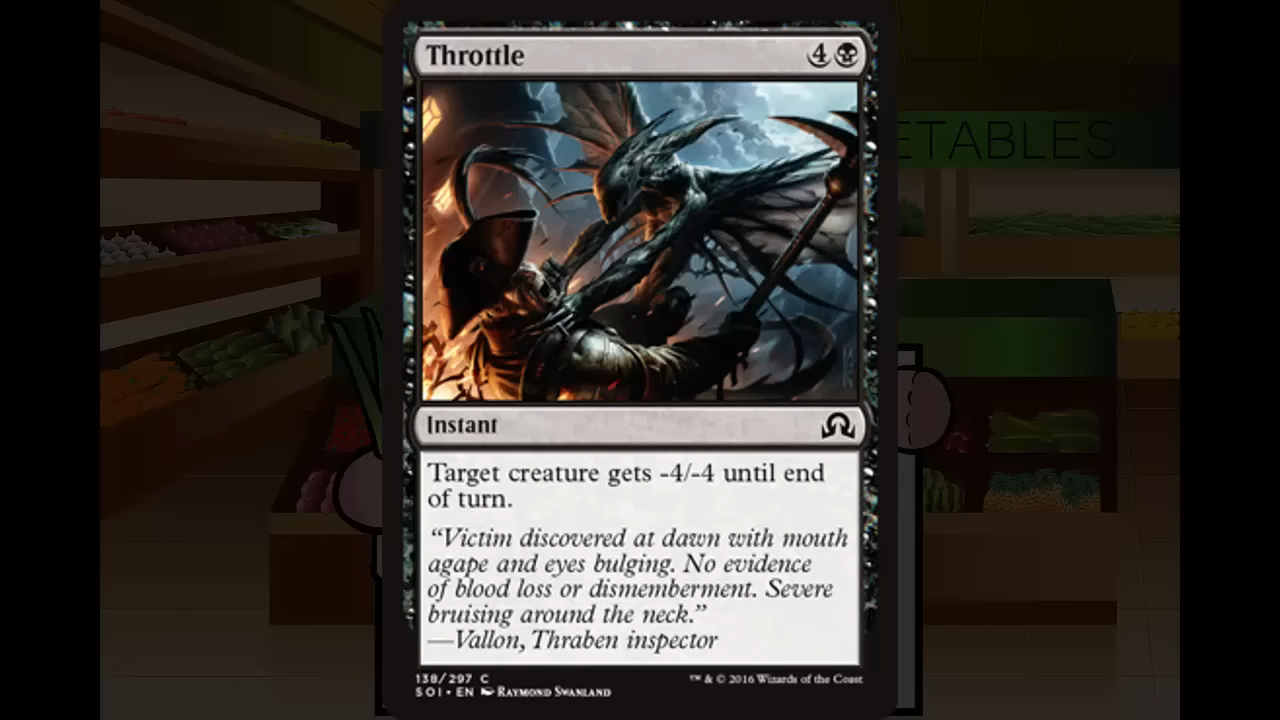 Throttle
4
ETABLES
Instant
Target creature gets -4/-4 until end
of turn.
“Victim discovered at dawn with mouth
agape and eyes bulging. No evidence
of blood loss or dismemberment. Severe
bruising around the neck.”
—Vallon, Thraben inspector
138/297 C
SOI • EN RAYMOND SWANLAND
™ & © 2016 Wizards of the Coast